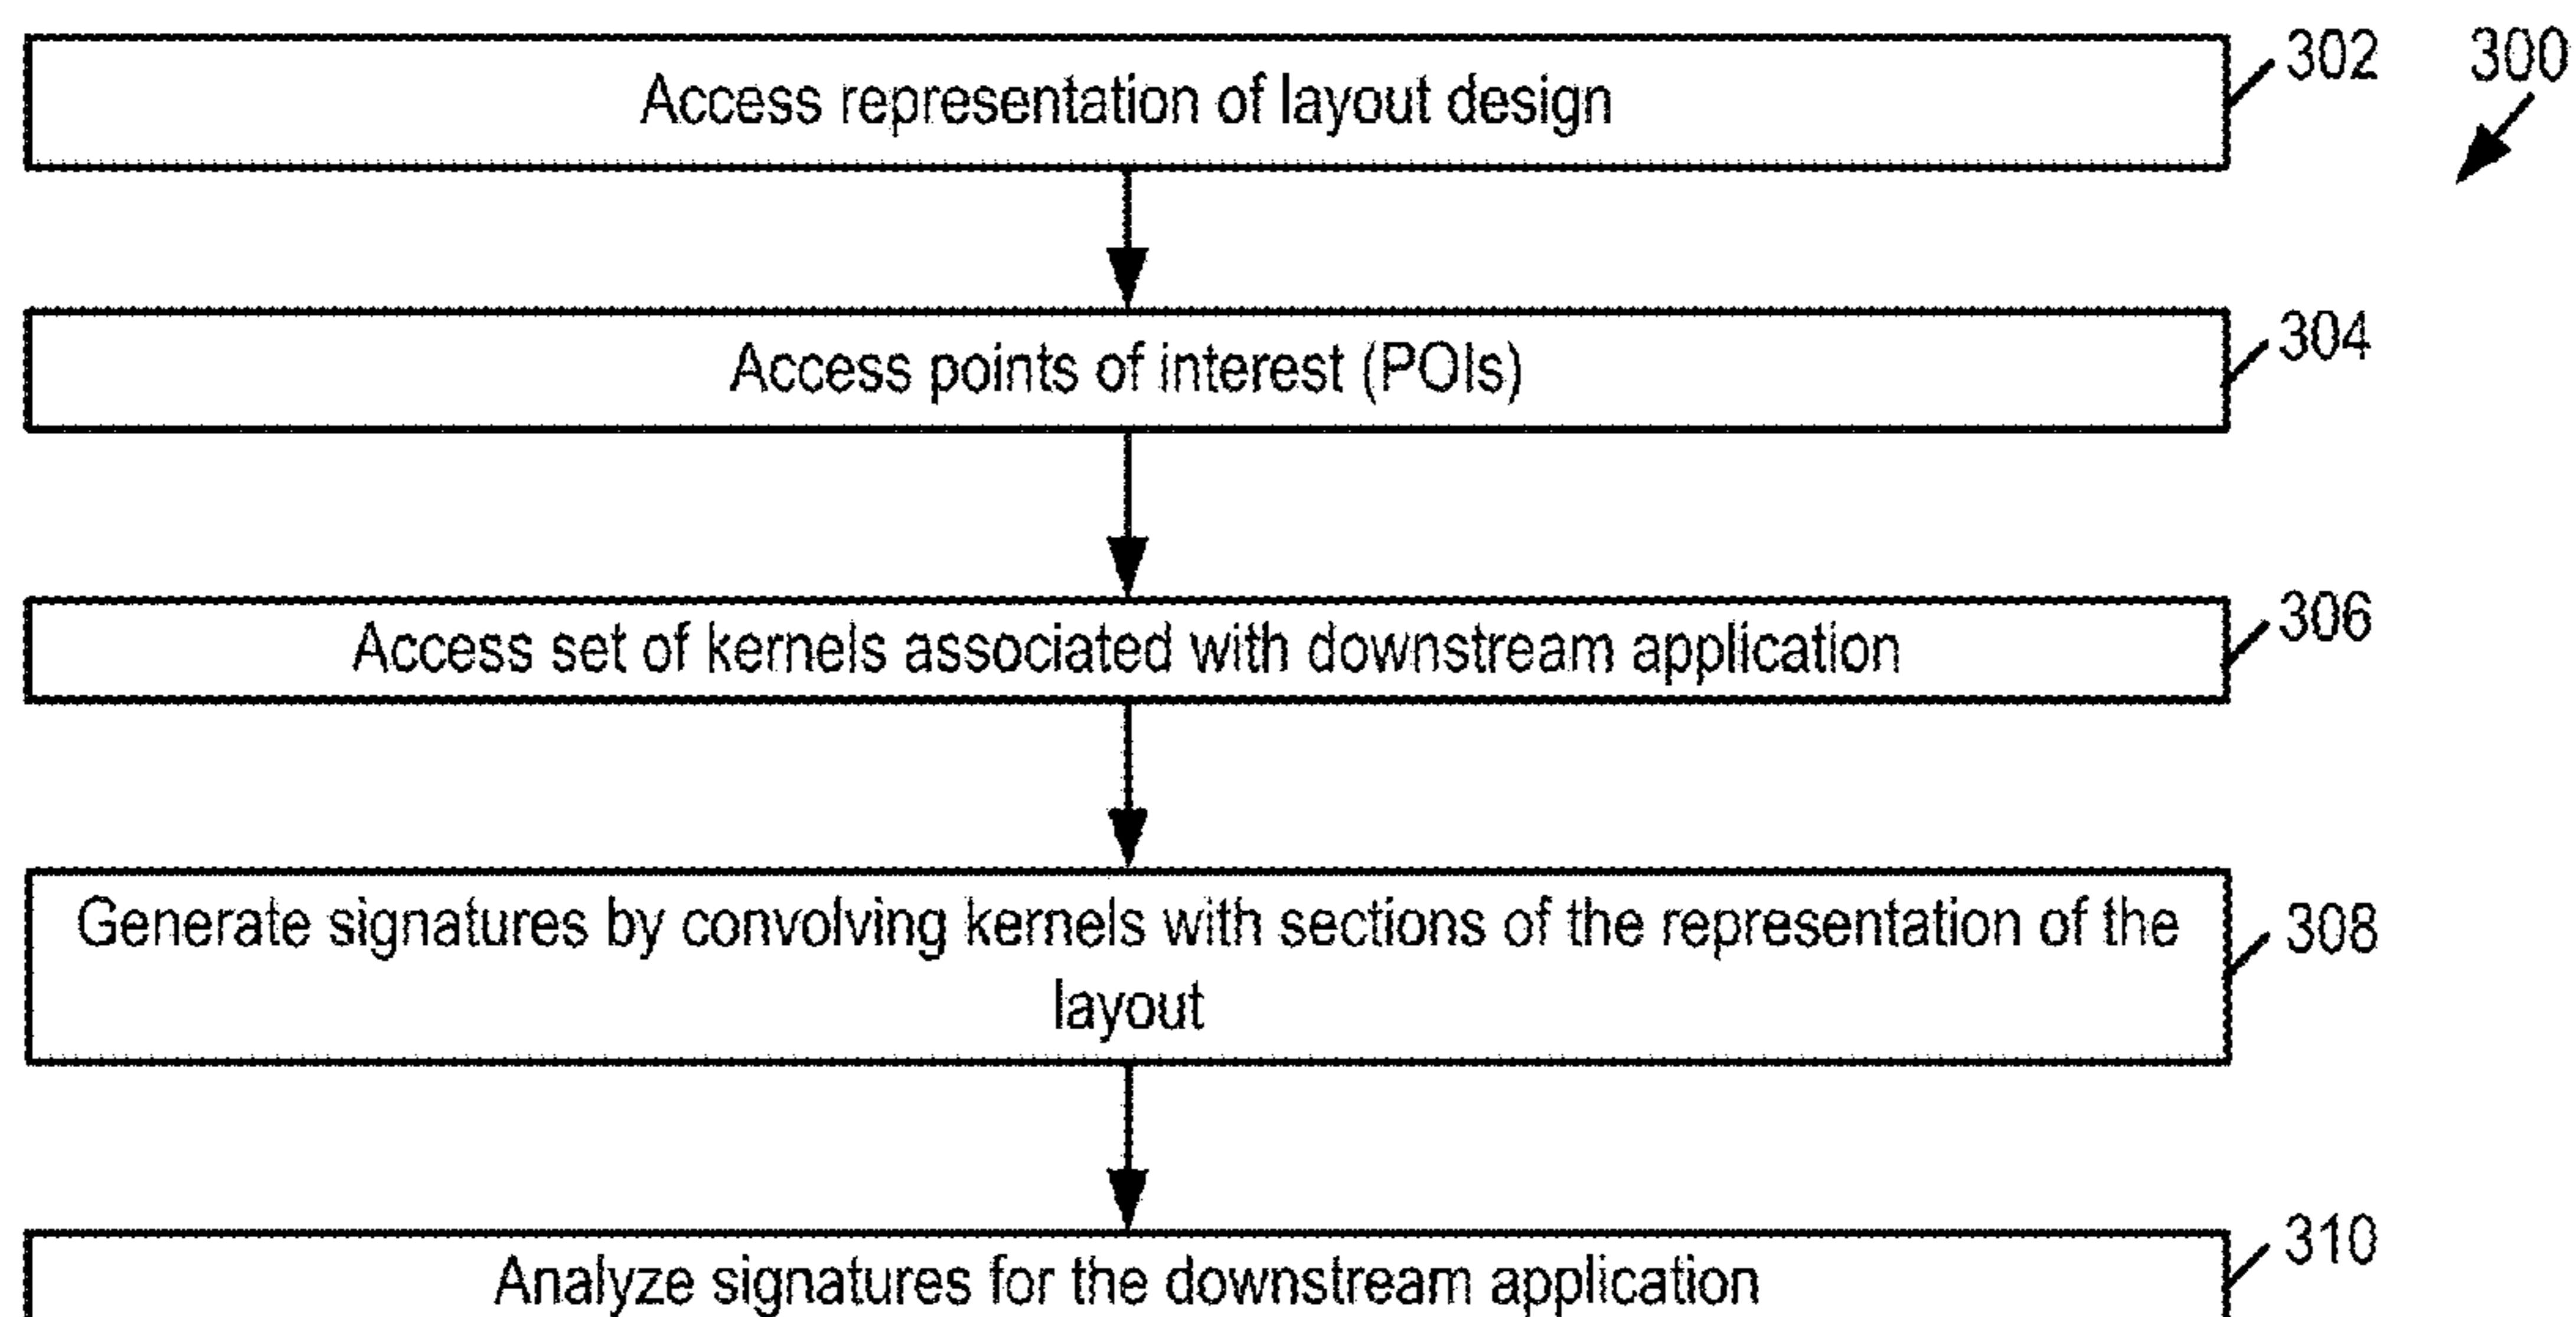 Access representation of layout design
302
300
Access points of interest (POIs)
304
Access set of kernels associated with downstream application
306
Generate signatures by convolving kernels with sections of the representation of the
layout
308
Analyze signatures for the downstream application
310